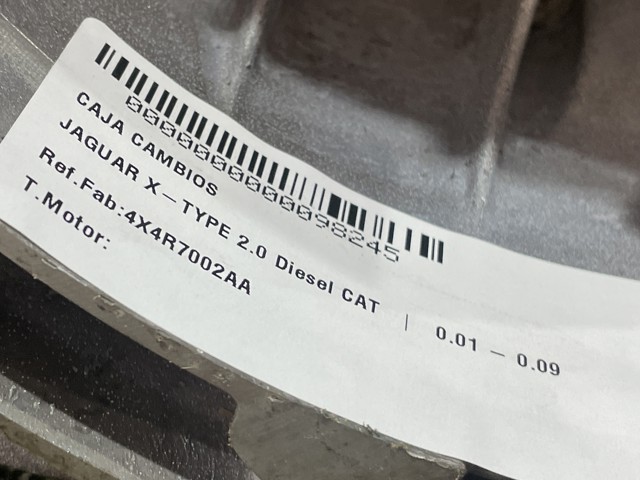 0000000000098245
CAJA CAMBIOS
JAGUAR X-TYPE 2.0 Diesel CAT | 0.01 - 0.09
Ref.Fab:4X4R7002AA
T.Motor: